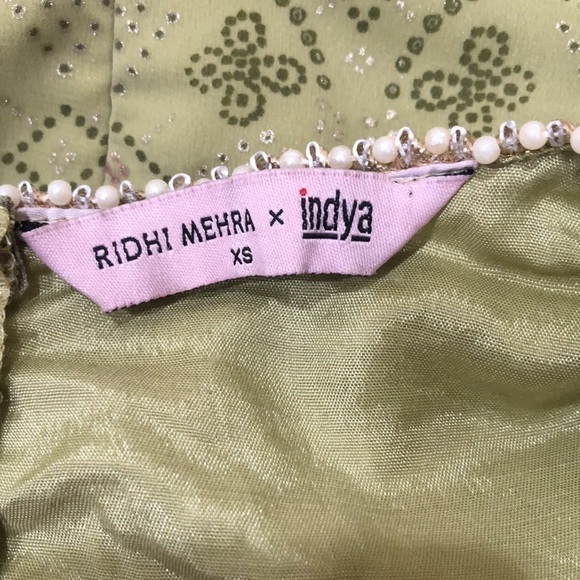 RIDHI MEHRA × indya
XS